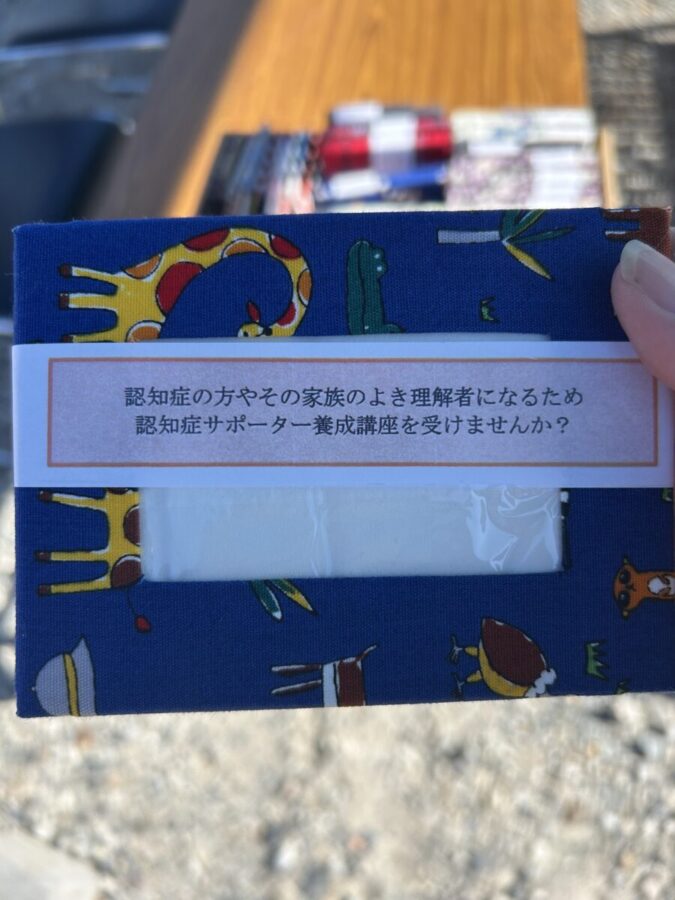 認知症の方やその家族のよき理解者になるため
認知症サポーター養成講座を受けませんか？